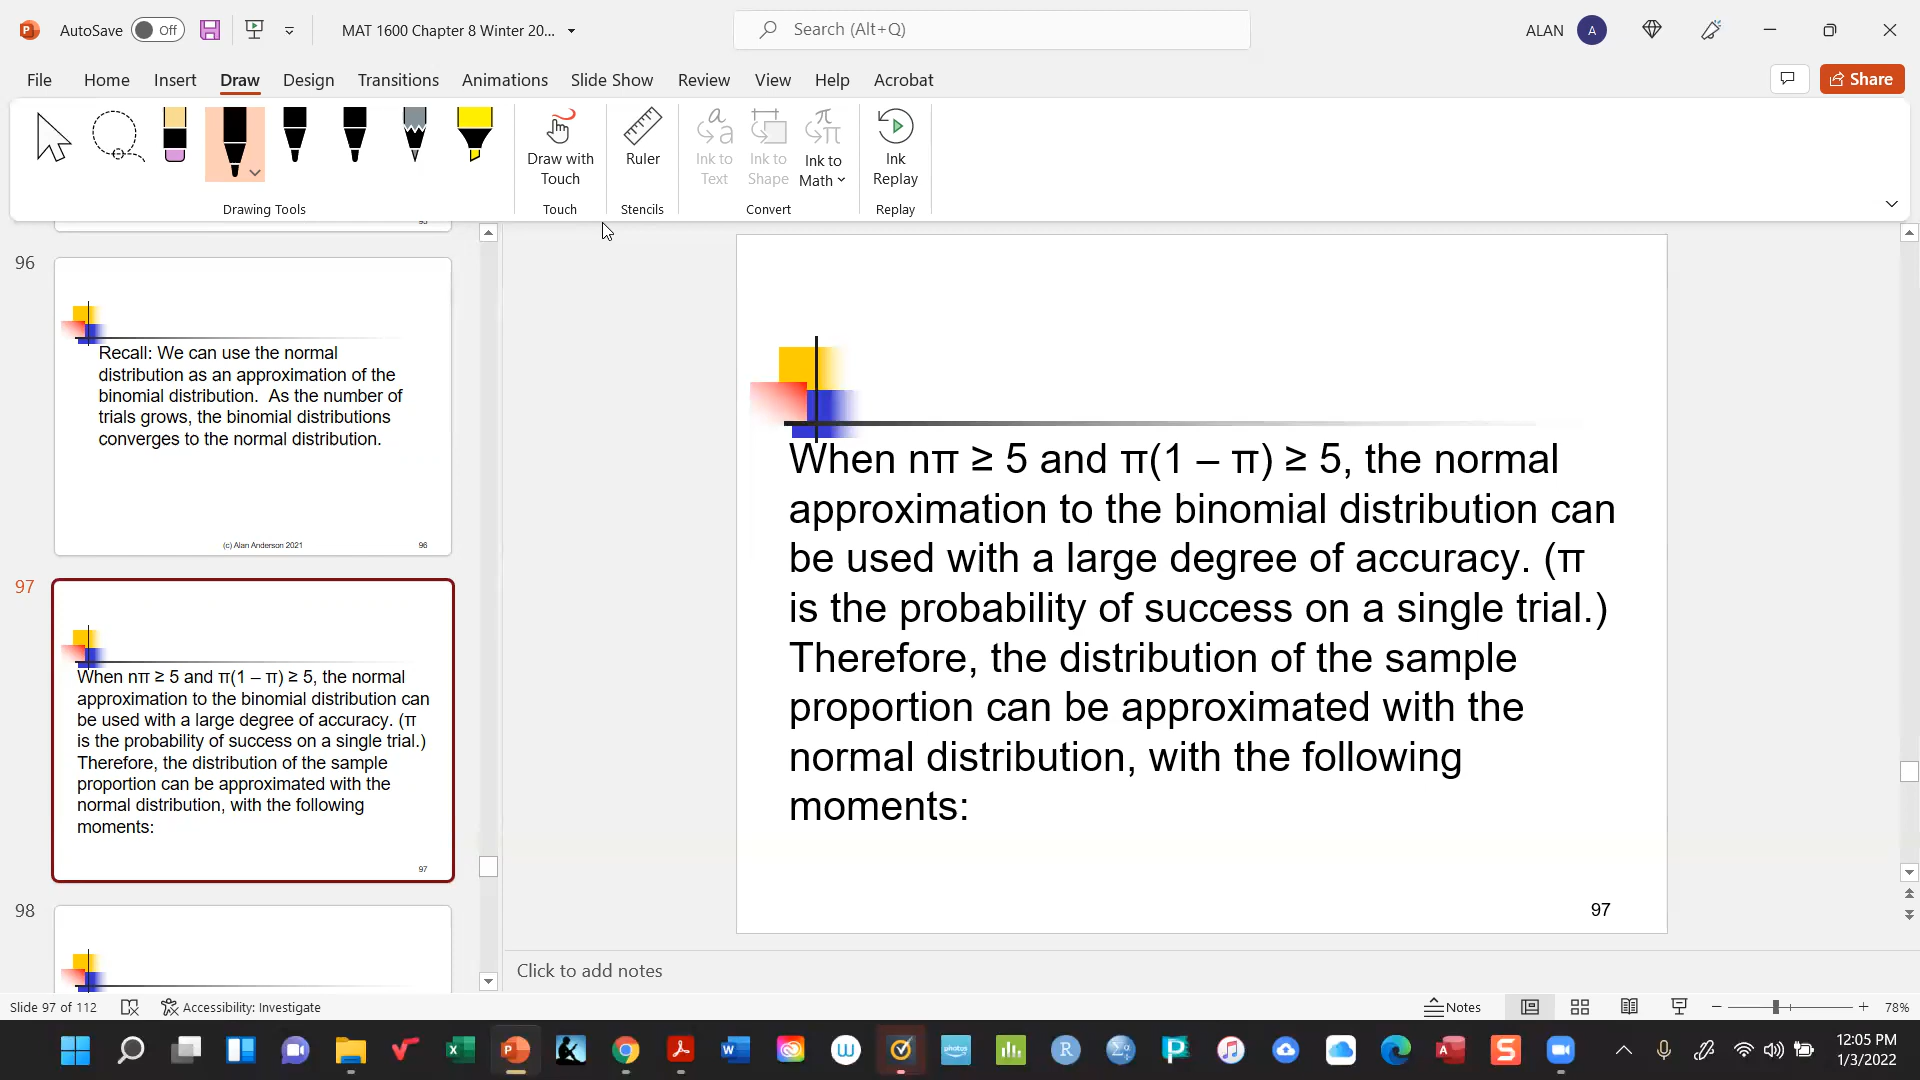 AutoSave
Off
MAT 1600 Chapter 8 Winter 20...
Search (Alt+Q)
ALAN
A
File
Home
Insert
Draw
Design
Transitions
Animations
Slide Show
Review
View
Help
Acrobat
Share
Draw with
Touch
Ruler
Ink to
Text
Ink to
Shape
Ink to
Math
Ink
Replay
Drawing Tools
Touch
Stencils
Convert
Replay
96
Recall: We can use the normal
distribution as an approximation of the
binomial distribution.  As the number of
trials grows, the binomial distributions
converges to the normal distribution.
(c) Alan Anderson 2021
96
97
When nπ ≥ 5 and π(1 – π) ≥ 5, the normal
approximation to the binomial distribution can
be used with a large degree of accuracy. (π
is the probability of success on a single trial.)
Therefore, the distribution of the sample
proportion can be approximated with the
normal distribution, with the following
moments:
97
98
When nπ ≥ 5 and π(1 – π) ≥ 5, the normal
approximation to the binomial distribution can
be used with a large degree of accuracy. (π
is the probability of success on a single trial.)
Therefore, the distribution of the sample
proportion can be approximated with the
normal distribution, with the following
moments:
97
Click to add notes
Slide 97 of 112
Accessibility: Investigate
Notes
78%
12:05 PM
1/3/2022